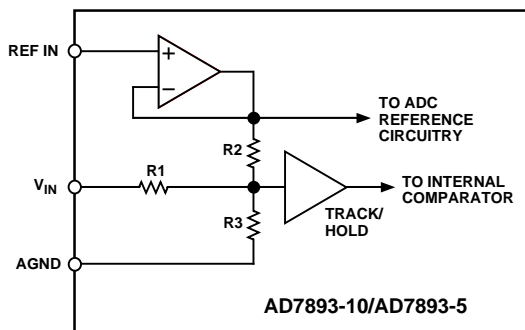 REF IN
+
–
TO ADC
REFERENCE
CIRCUITRY
R2
R1
VIN
TO INTERNAL
COMPARATOR
TRACK/
HOLD
R3
AGND
AD7893-10/AD7893-5